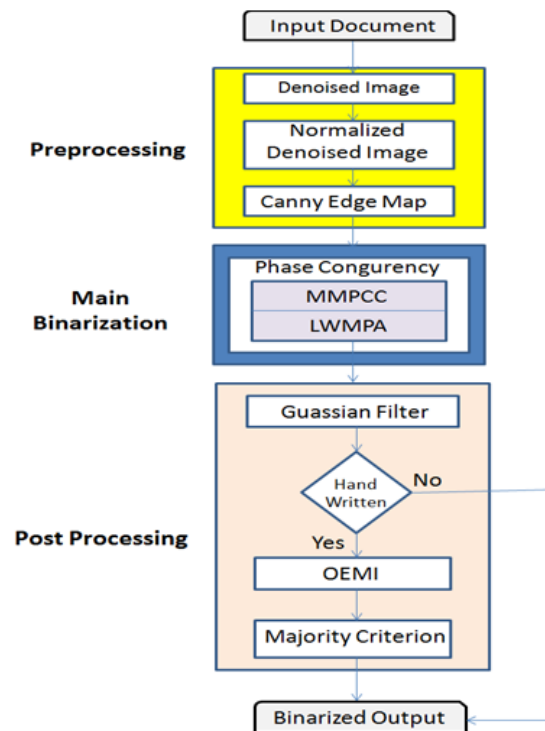 Input Document
Preprocessing
Denoised Image
Normalized
Denoised Image
Canny Edge Map
Main
Binarization
Phase Congurency
MMPCC
LWMPA
Post Processing
Guassian Filter
Hand
Written
No
Yes
OEMI
Majority Criterion
Binarized Output